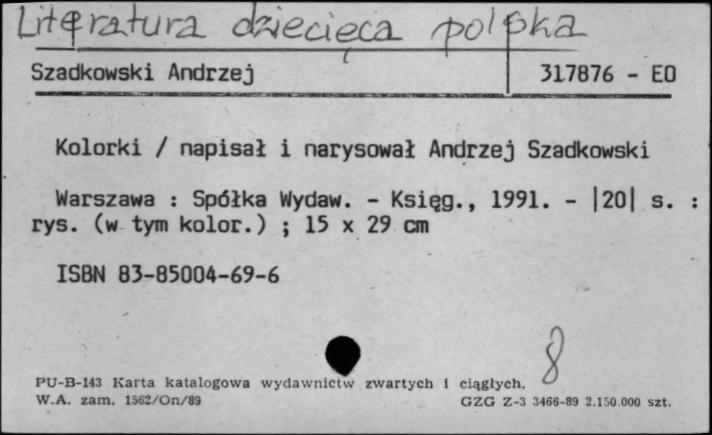 Literatura dziecięca polska
Szadkowski Andrzej 317876 - EO
Kolorki / napisał i narysował Andrzej Szadkowski
Warszawa : Spółka Wydaw. - Księg., 1991. - |20| s. :
rys. (w tym kolor.) ; 15 x 29 cm
ISBN 83-85004-69-6
8
PU-B-143 Karta katalogowa wydawnictw zwartych i ciągłych.
W.A. zam. 1562/On/89 GZG Z-3 3466-89 2.150.000 szt.